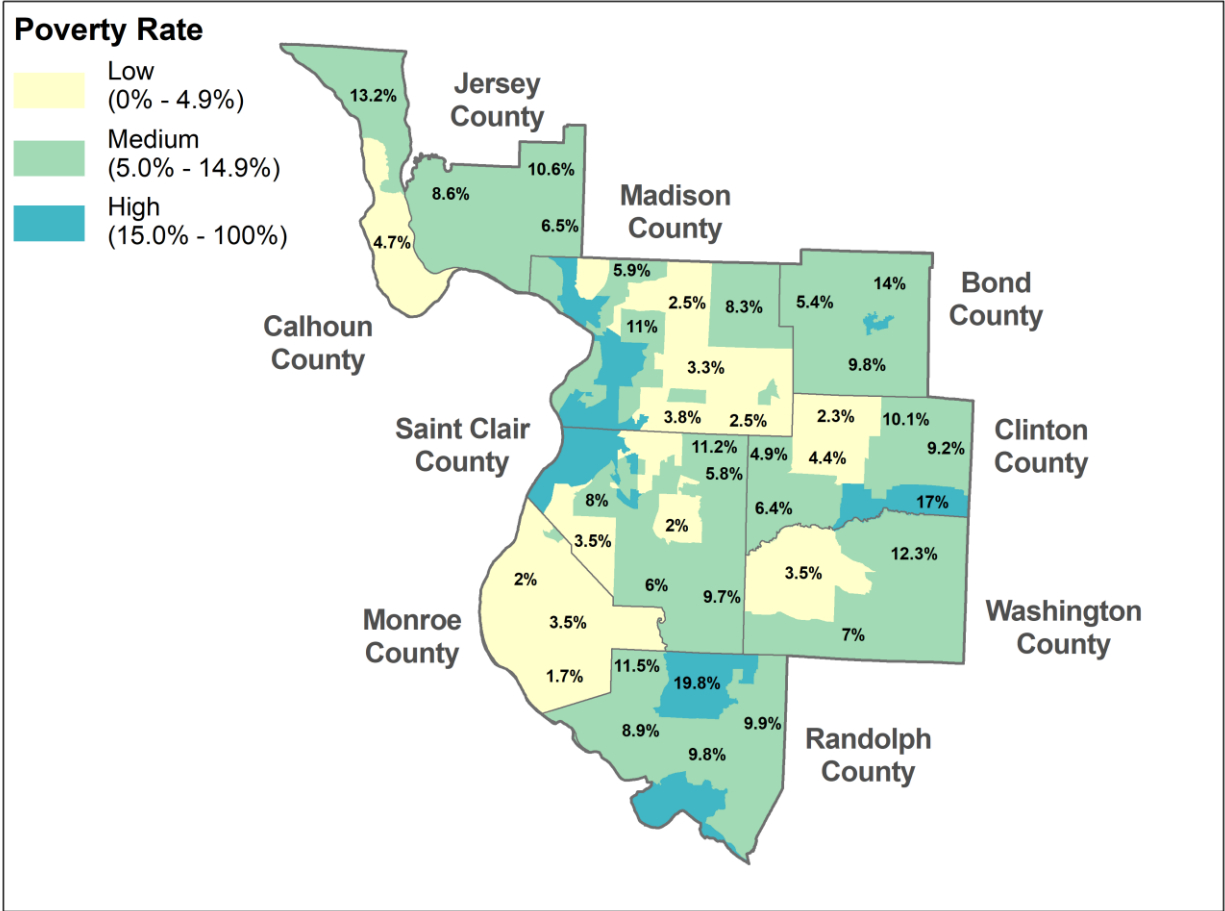 Poverty Rate
Low
(0% - 4.9%)
Medium
(5.0% - 14.9%)
High
(15.0% - 100%)
13.2%
Jersey
County
8.6%
10.6%
6.5%
4.7%
Calhoun
County
Madison
County
5.9%
2.5%
8.3%
11%
3.3%
3.8%
2.5%
Bond
County
14%
5.4%
9.8%
Saint Clair
County
11.2%
5.8%
8%
2%
3.5%
6%
9.7%
Clinton
County
2.3%
10.1%
9.2%
4.9%
4.4%
17%
6.4%
Monroe
County
2%
3.5%
1.7%
Washington
County
12.3%
3.5%
7%
Randolph
County
11.5%
19.8%
8.9%
9.9%
9.8%